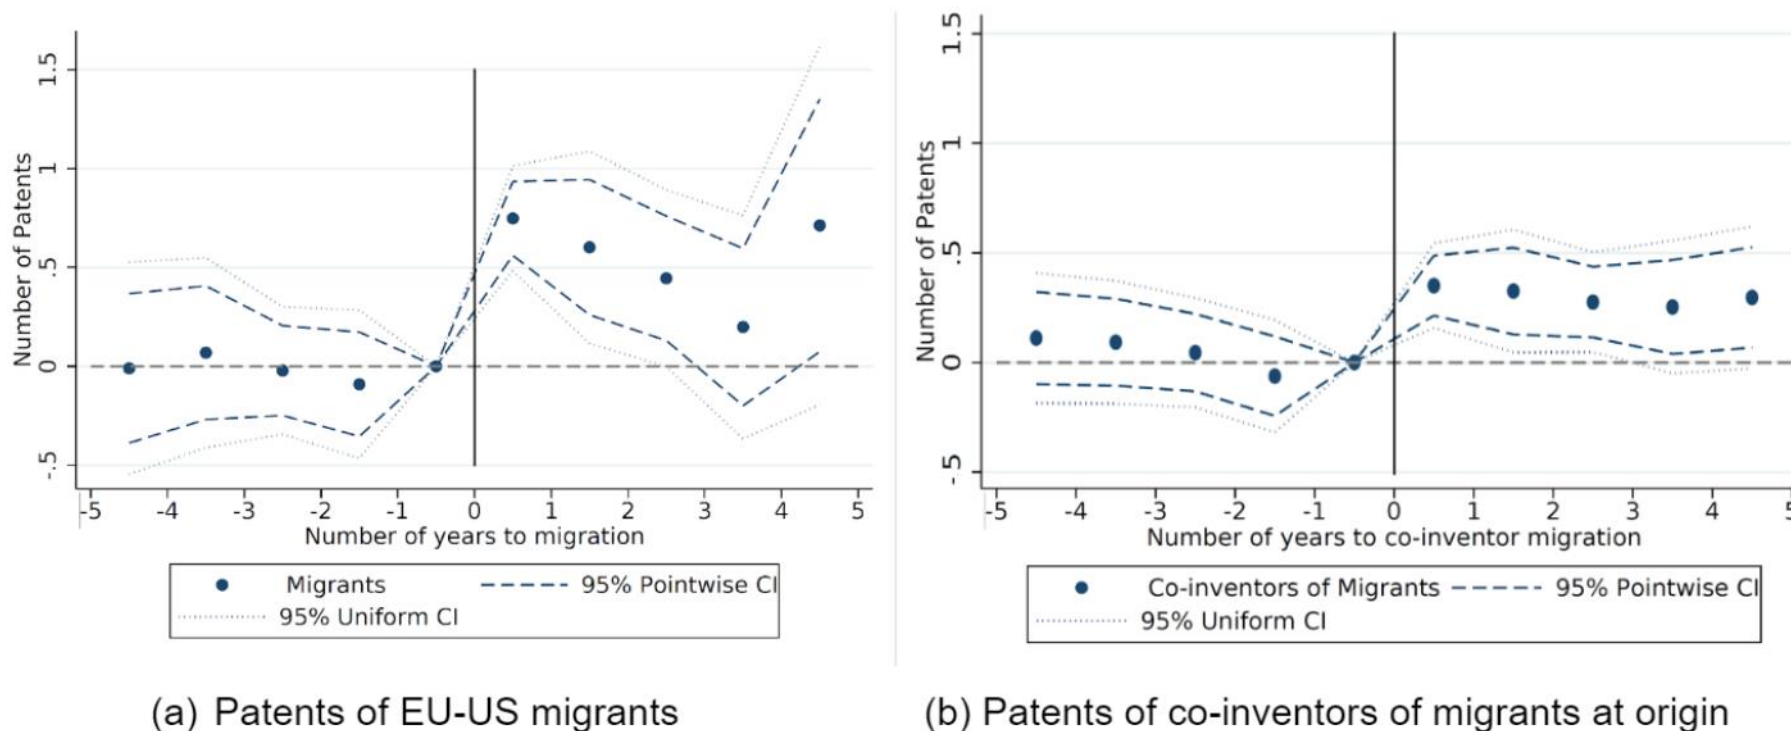 Number of Patents
1.5
1
.5
0
-.5
-5 -4 -3 -2 -1 0 1 2 3 4 5
Number of years to migration
Migrants 95% Pointwise CI
95% Uniform CI
(a) Patents of EU-US migrants
Number of Patents
1.5
1
.5
0
-.5
-5 -4 -3 -2 -1 0 1 2 3 4 5
Number of years to co-inventor migration
Co-inventors of Migrants 95% Pointwise CI
95% Uniform CI
(b) Patents of co-inventors of migrants at origin